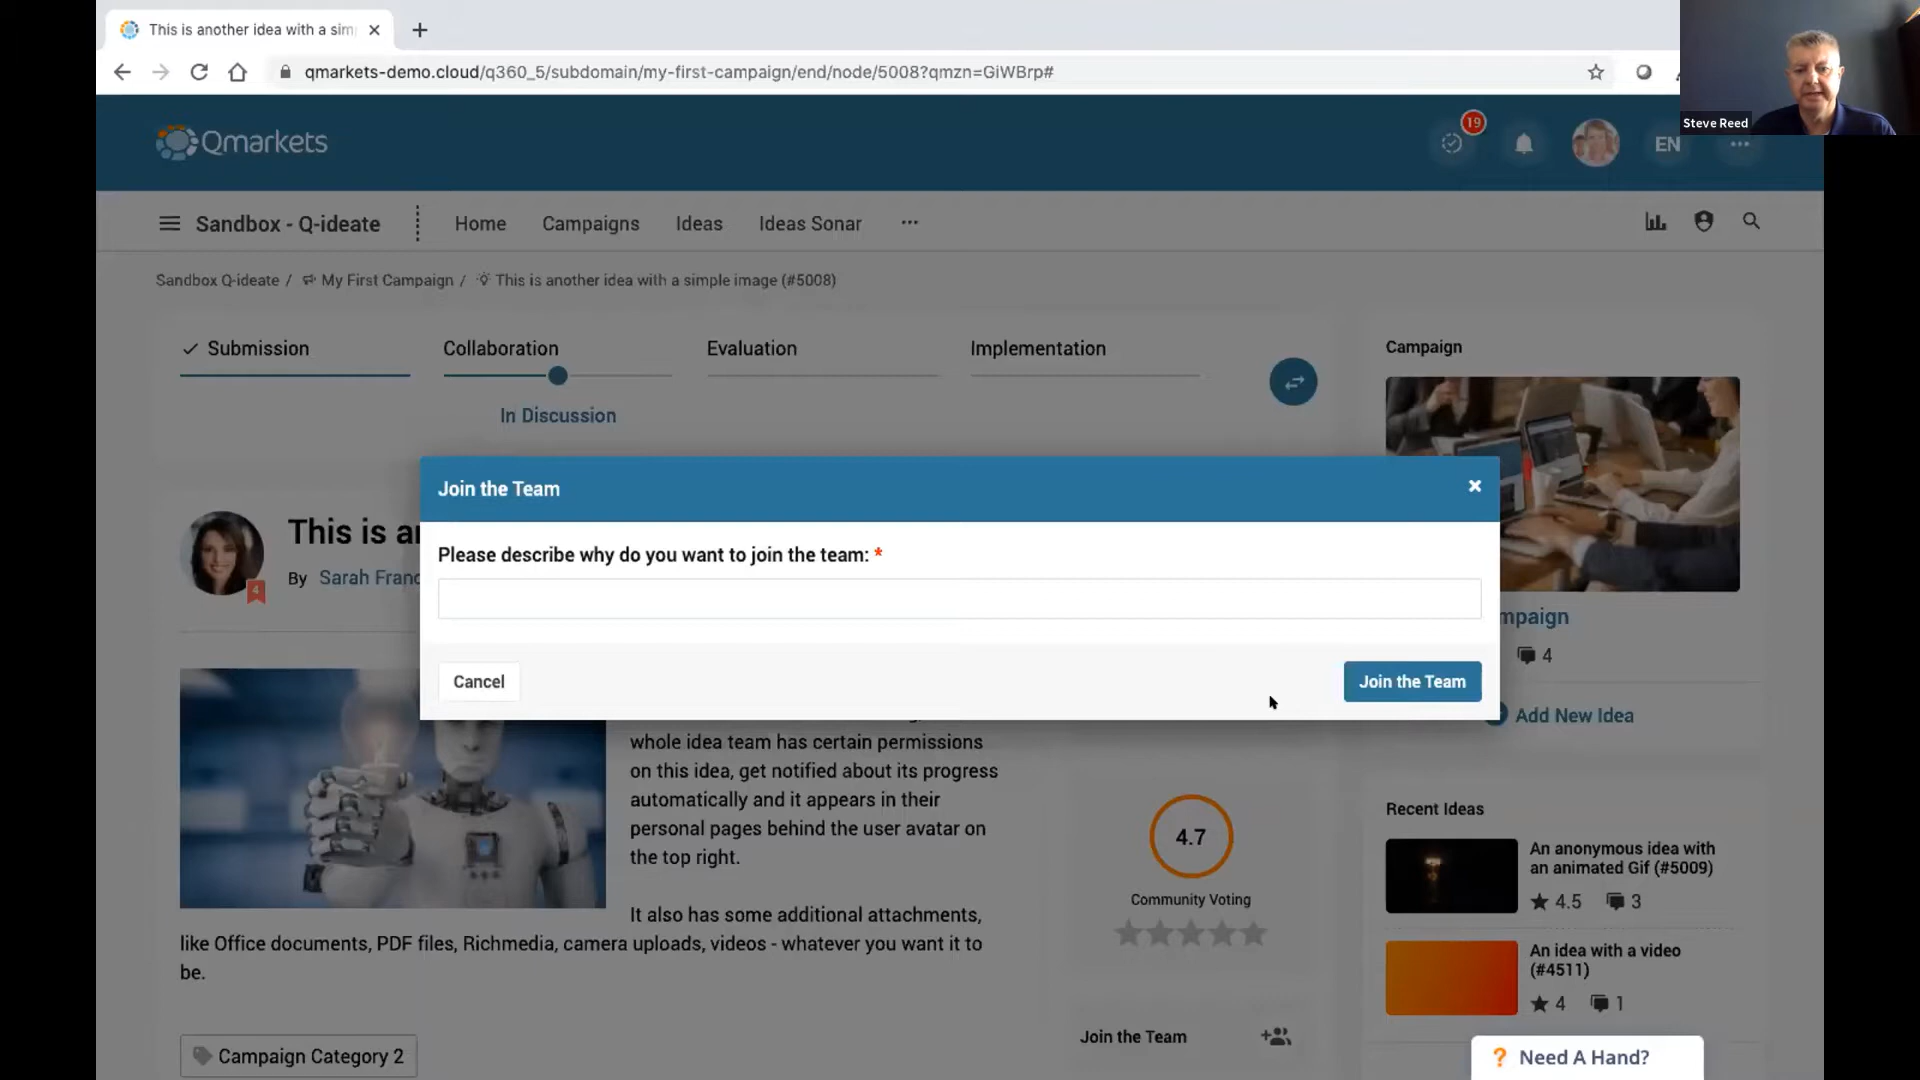 This is another idea with a sim
qmarkets-demo.cloud/q360_5/subdomain/my-first-campaign/end/node/5008?qmzn=GiWBrp#
Steve Reed
Qmarkets
19
EN
Sandbox - Q-ideate
Home
Campaigns
Ideas
Ideas Sonar
Sandbox Q-ideate / My First Campaign / This is another idea with a simple image (#5008)
Submission
Collaboration
Evaluation
Implementation
In Discussion
Campaign
Join the Team
This is a
By Sarah Franc
4
Please describe why do you want to join the team: *
Cancel
Join the Team
mpaign
4
Add New Idea
whole idea team has certain permissions
on this idea, get notified about its progress
automatically and it appears in their
personal pages behind the user avatar on
the top right.
It also has some additional attachments,
like Office documents, PDF files, Richmedia, camera uploads, videos - whatever you want it to
be.
Campaign Category 2
4.7
Community Voting
Join the Team
Recent Ideas
An anonymous idea with
an animated Gif (#5009)
4.5 3
An idea with a video
(#4511)
4 1
? Need A Hand?